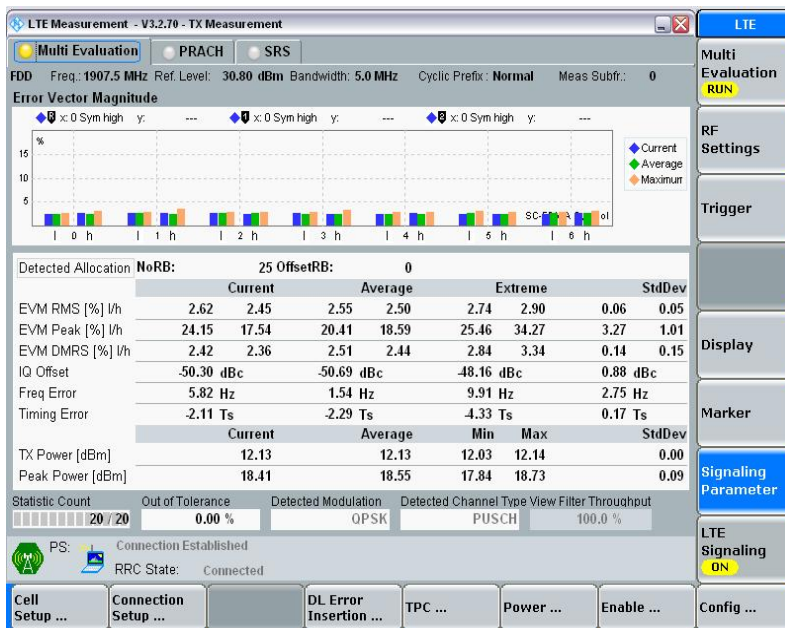 LTE Measurement - V3.2.70 - TX Measurement
LTE
Multi Evaluation PRACH SRS
Multi Evaluation RUN
FDD Freq.: 1907.5 MHz Ref. Level: 30.80 dBm Bandwidth: 5.0 MHz Cyclic Prefix : Normal Meas Subfr.: 0
Error Vector Magnitude
R x: 0 Sym high y: --- 1 x: 0 Sym high y: --- 2 x: 0 Sym high y: ---
RF Settings
%
15
10
5
Current
Average
Maximum
SC-
ol
l 0 h l 1 h l 2 h l 3 h l 4 h l 5 h l 6 h
Trigger
Detected Allocation NoRB: 25 OffsetRB: 0
Current Average Extreme StdDev
EVM RMS [%] l/h 2.62 2.45 2.55 2.50 2.74 2.90 0.06 0.05
EVM Peak [%] l/h 24.15 17.54 20.41 18.59 25.46 34.27 3.27 1.01
EVM DMRS [%] l/h 2.42 2.36 2.51 2.44 2.84 3.34 0.14 0.15
IQ Offset -50.30 dBc -50.69 dBc -48.16 dBc 0.88 dBc
Freq Error 5.82 Hz 1.54 Hz 9.91 Hz 2.75 Hz
Timing Error -2.11 Ts -2.29 Ts -4.33 Ts 0.17 Ts
Current Average Min Max StdDev
TX Power [dBm] 12.13 12.13 12.03 12.14 0.00
Peak Power [dBm] 18.41 18.55 17.84 18.73 0.09
Display
Marker
Signaling Parameter
Statistic Count Out of Tolerance Detected Modulation Detected Channel Type View Filter Throughput
20 / 20 0.00 % QPSK PUSCH 100.0 %
PS: Connection Established
RRC State: Connected
LTE Signaling ON
Cell Setup ...
Connection Setup ...
DL Error Insertion ...
TPC ...
Power ...
Enable ...
Config ...